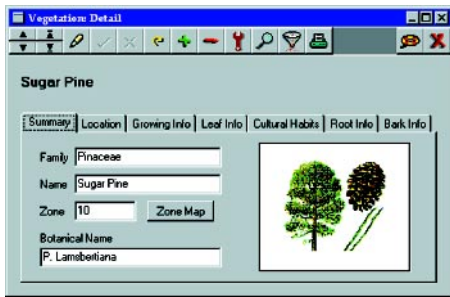 Vegetation: Detail
Sugar Pine
Summary Location Growing Info Leaf Info Cultural Habits Root Info Bark Info
Family Pinaceae
Name Sugar Pine
Zone 10 Zone Map
Botanical Name
P. Lamsbertiana